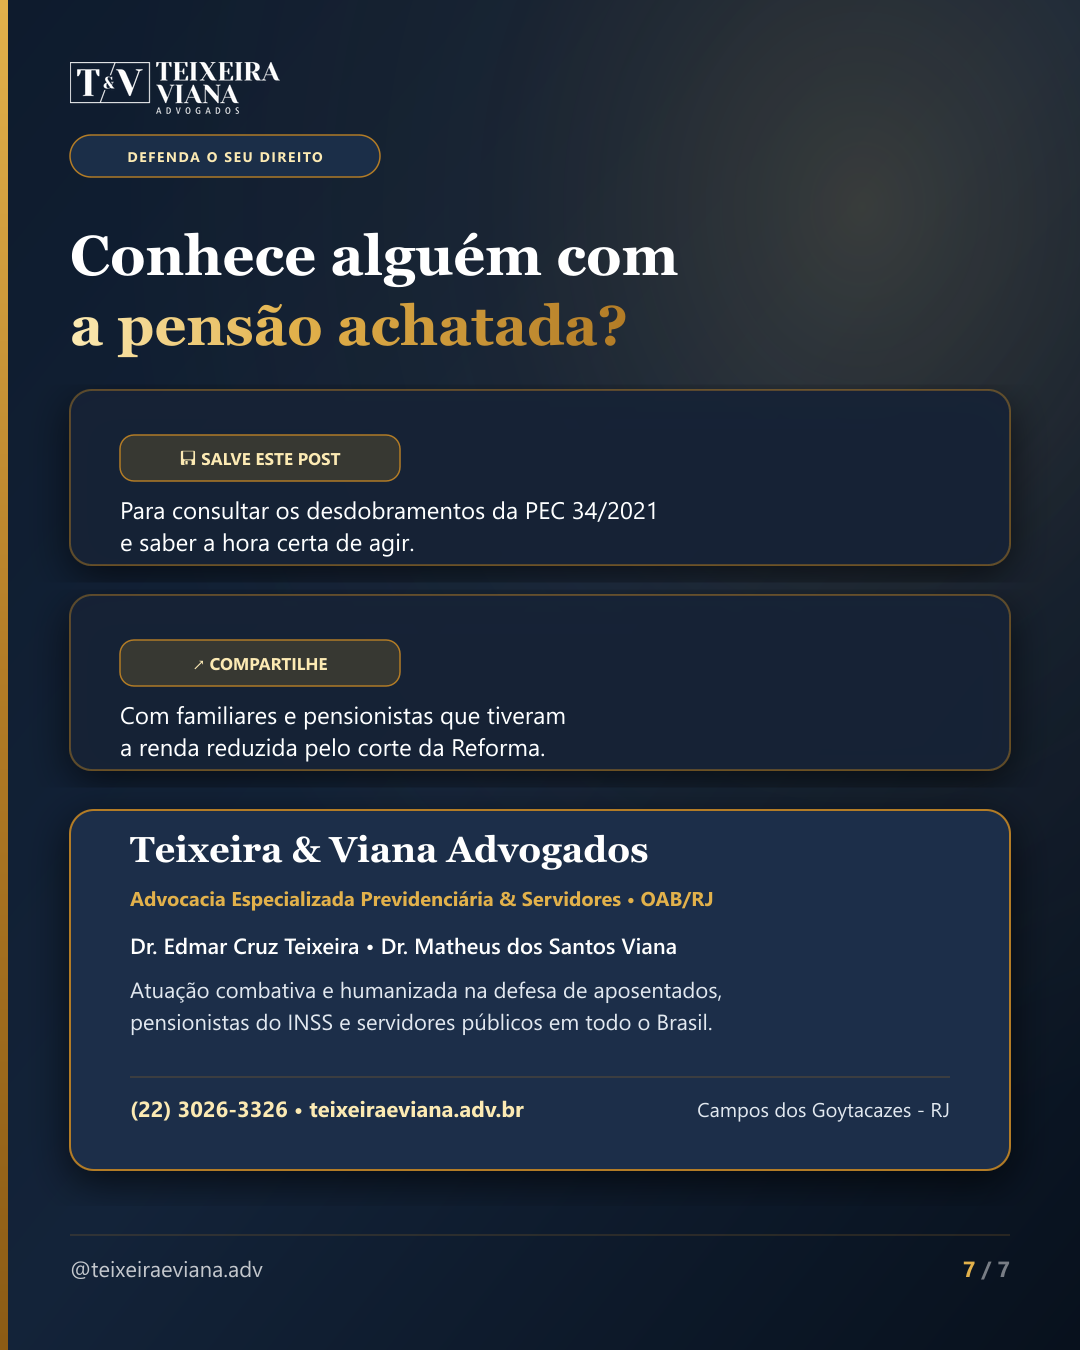 T&V TEIXEIRA
VIANA
ADVOGADOS
DEFENDA O SEU DIREITO
Conhece alguém com
a pensão achatada?
🖫 SALVE ESTE POST
Para consultar os desdobramentos da PEC 34/2021
e saber a hora certa de agir.
↗ COMPARTILHE
Com familiares e pensionistas que tiveram
a renda reduzida pelo corte da Reforma.
Teixeira & Viana Advogados
Advocacia Especializada Previdenciária & Servidores • OAB/RJ
Dr. Edmar Cruz Teixeira • Dr. Matheus dos Santos Viana
Atuação combativa e humanizada na defesa de aposentados,
pensionistas do INSS e servidores públicos em todo o Brasil.
(22) 3026-3326 • teixeiraeviana.adv.br
Campos dos Goytacazes - RJ
@teixeiraeviana.adv
7 / 7